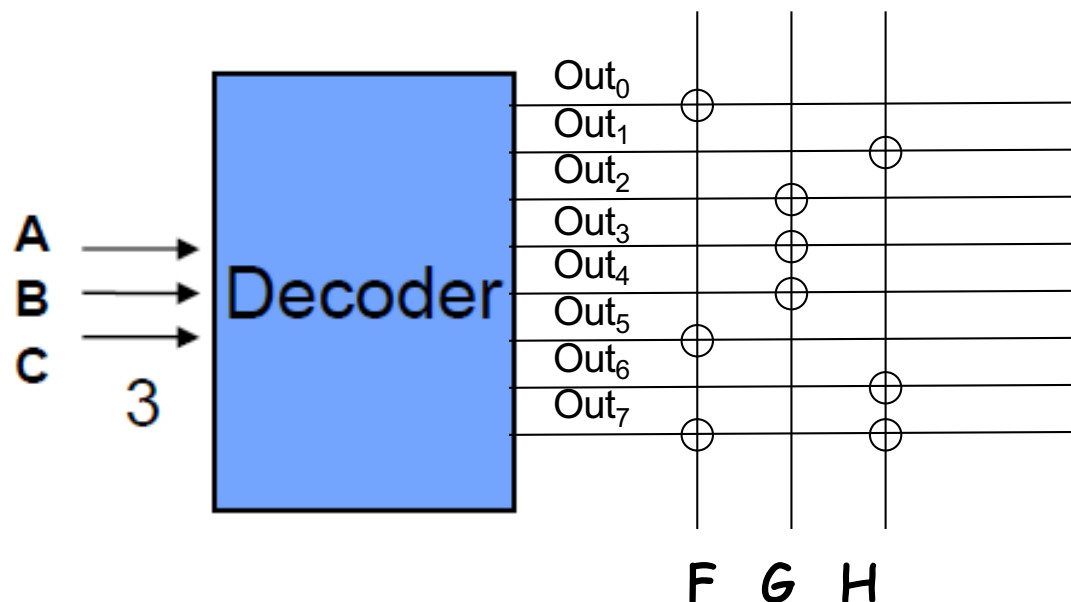 A
B
C
3
Decoder
Out₀
Out₁
Out₂
Out₃
Out₄
Out₅
Out₆
Out₇
F G H